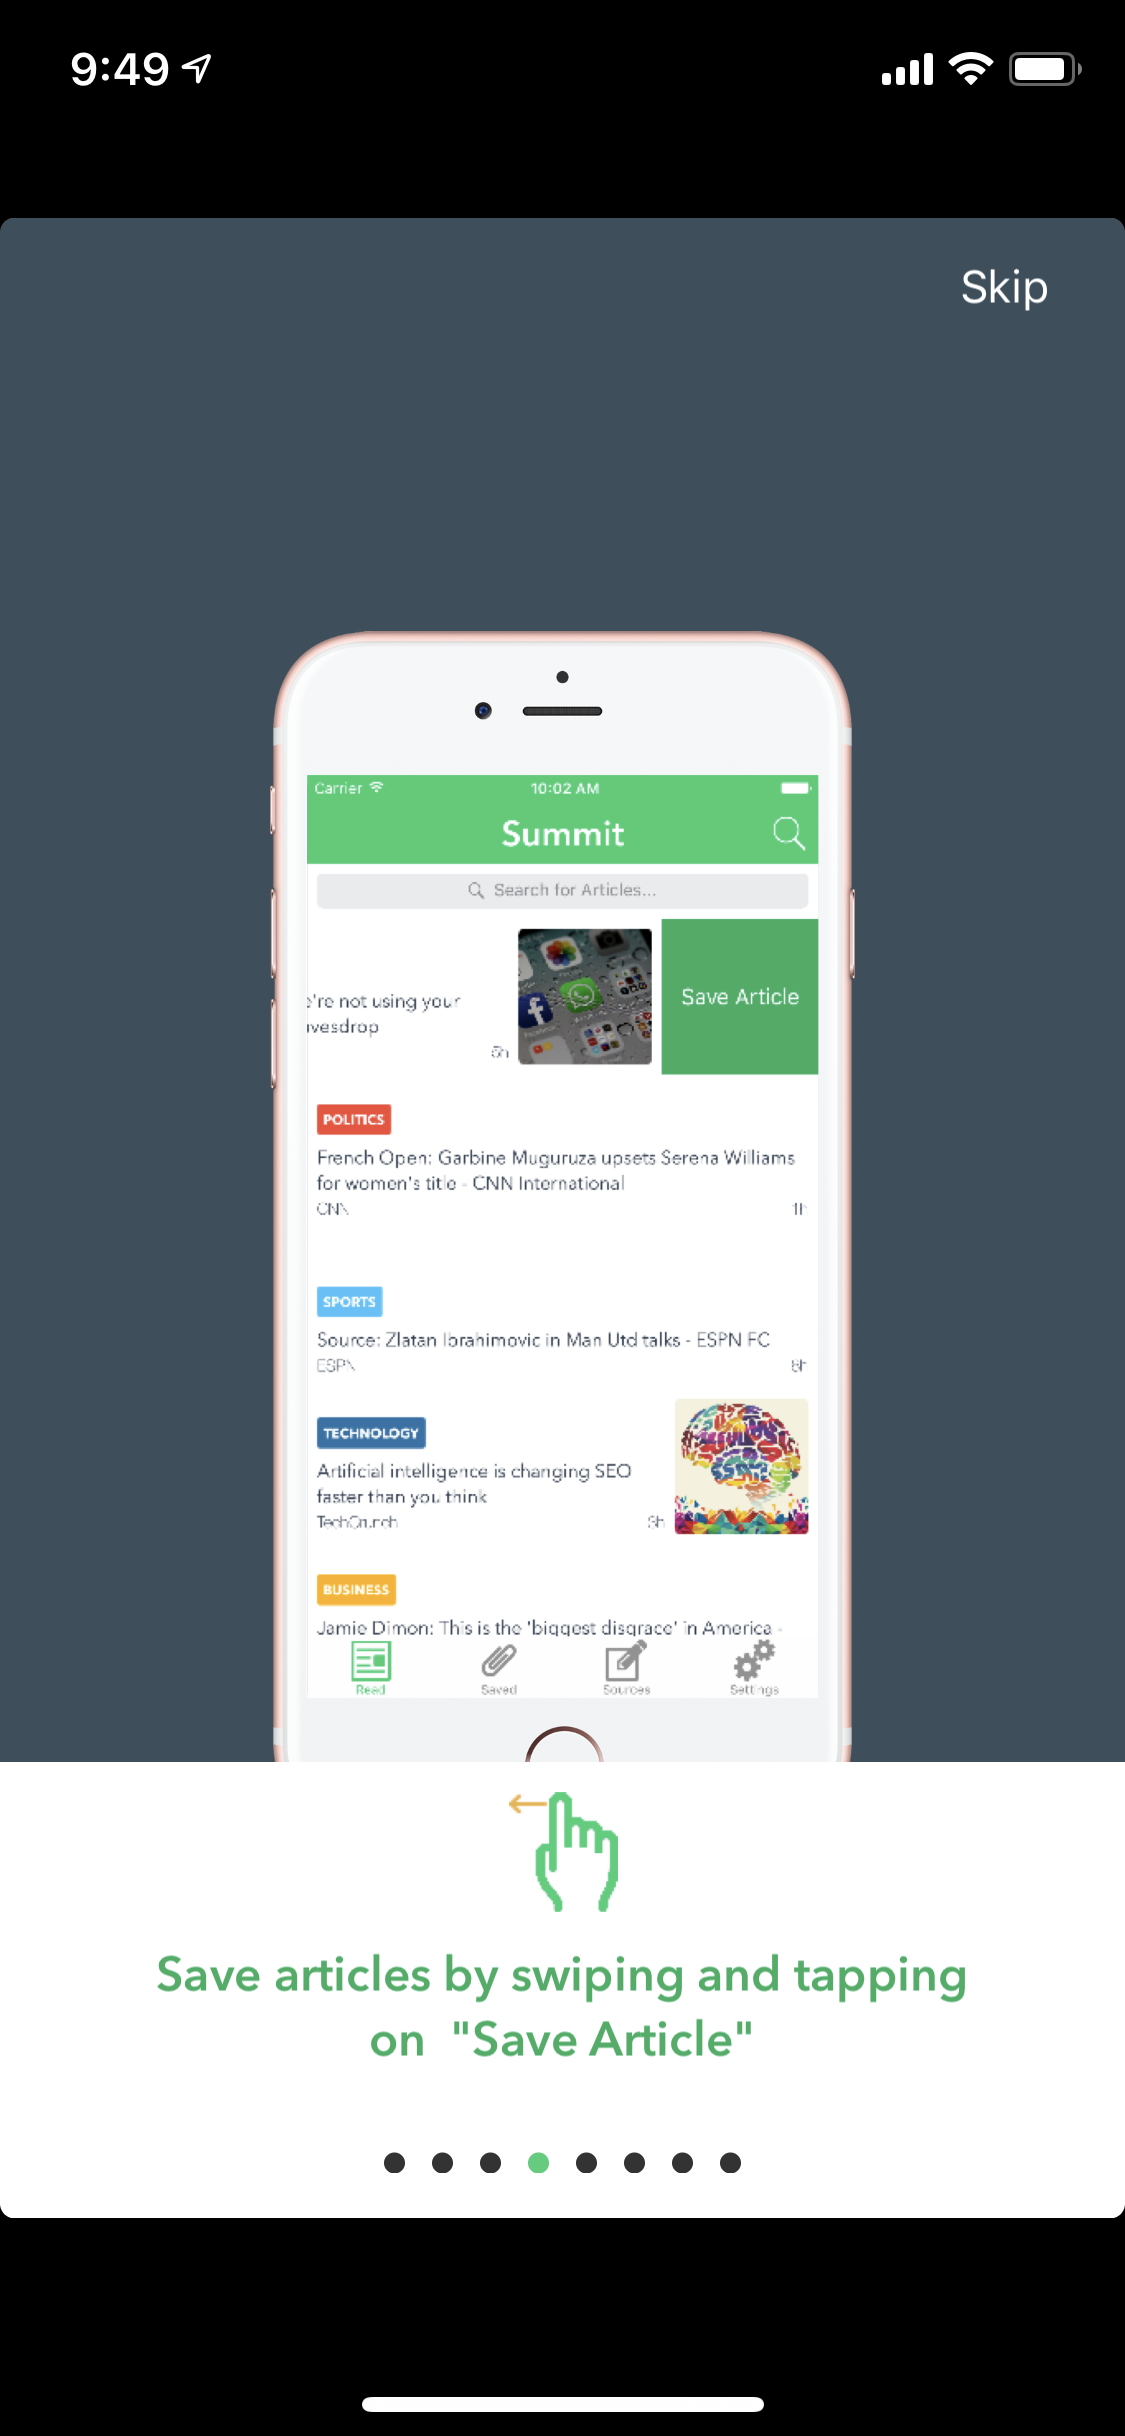 9:49
Skip
Carrier 10:02 AM
Summit
Search for Articles...
e're not using your
avesdrop
5h
Save Article
POLITICS
French Open: Garbine Muguruza upsets Serena Williams
for women's title - CNN International
CNN 1h
SPORTS
Source: Zlatan Ibrahimovic in Man Utd talks - ESPN FC
ESPN 8h
TECHNOLOGY
Artificial intelligence is changing SEO
faster than you think
TechCrunch 3h
BUSINESS
Jamie Dimon: This is the 'biggest disgrace' in America -
Read Saved Sources Settings
Save articles by swiping and tapping
on "Save Article"